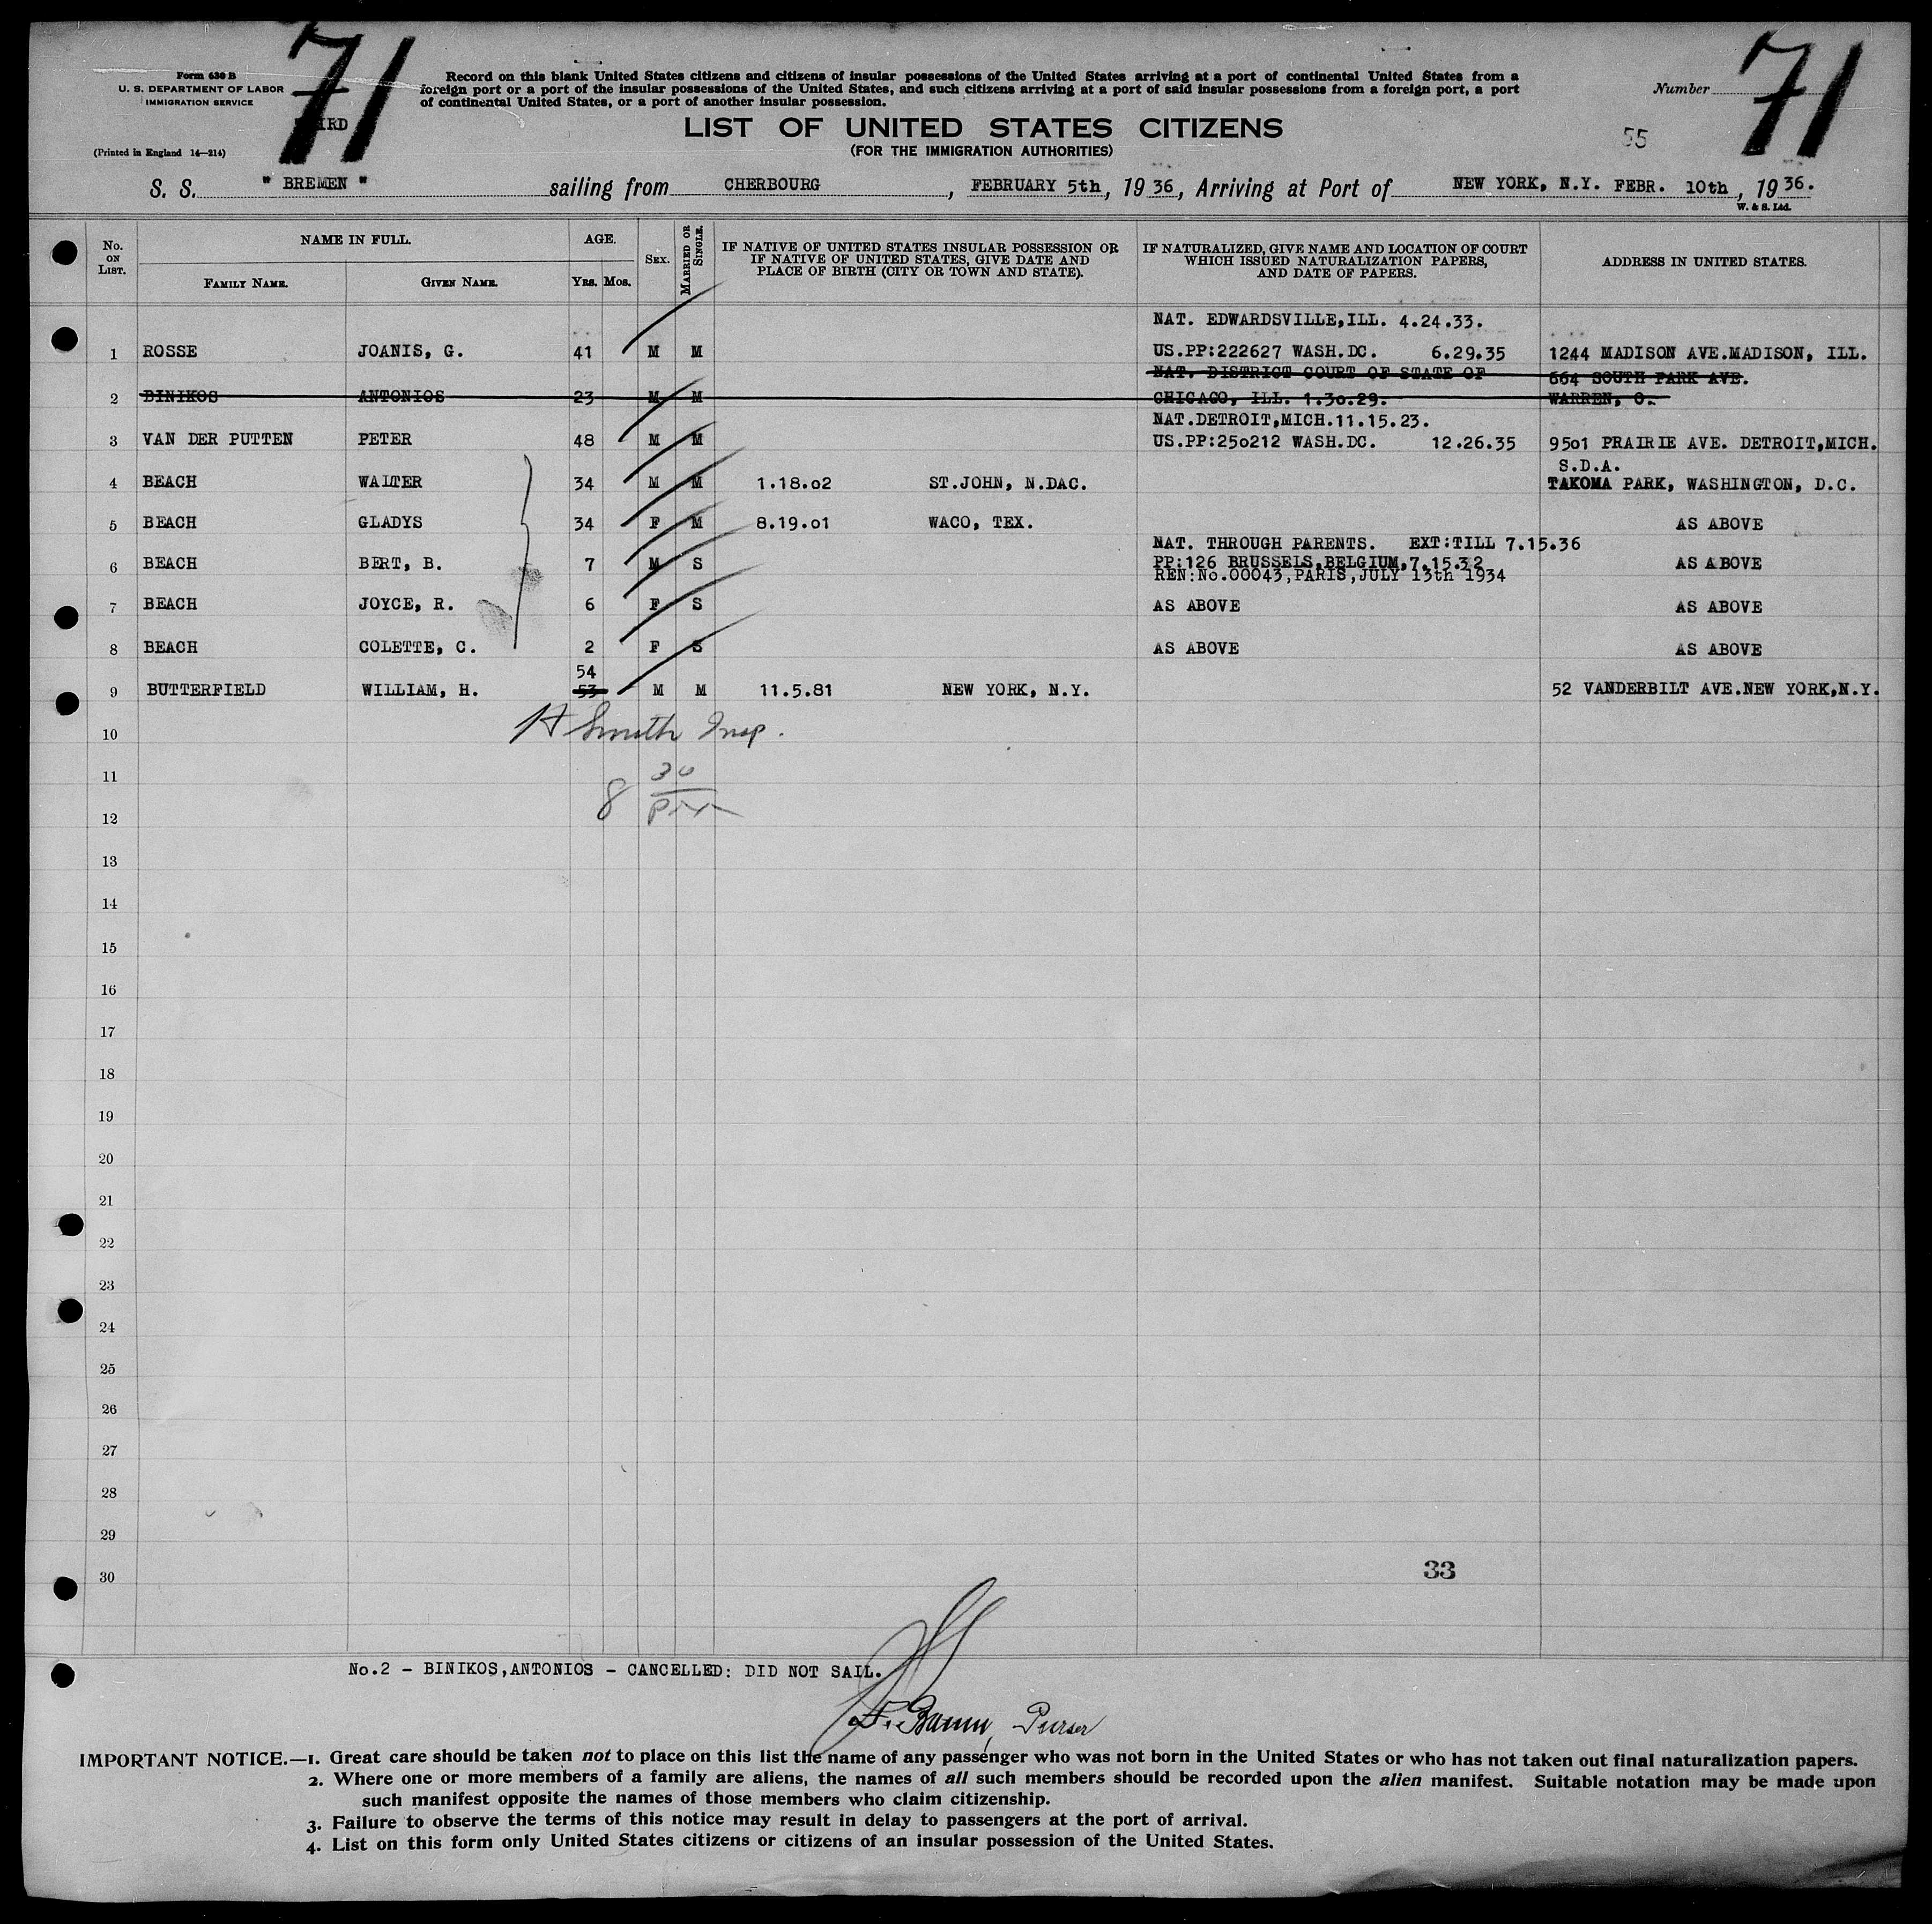 71
71
Form 630 B
U. S. DEPARTMENT OF LABOR
IMMIGRATION SERVICE
IRD
(Printed in England 14—214)
Record on this blank United States citizens and citizens of insular possessions of the United States arriving at a port of continental United States from a
foreign port or a port of the insular possessions of the United States, and such citizens arriving at a port of said insular possessions from a foreign port, a port
of continental United States, or a port of another insular possession.
Number
LIST OF UNITED STATES CITIZENS
(FOR THE IMMIGRATION AUTHORITIES)
55
S. S. " BREMEN " sailing from CHERBOURG, FEBRUARY 5th, 19 36, Arriving at Port of NEW YORK, N.Y. FEBR. 10th, 19 36.
W. & S. Ltd.
No. ON LIST.
NAME IN FULL.
FAMILY NAME.
GIVEN NAME.
AGE.
YRS. MOS.
SEX.
MARRIED OR SINGLE.
IF NATIVE OF UNITED STATES INSULAR POSSESSION OR
IF NATIVE OF UNITED STATES, GIVE DATE AND
PLACE OF BIRTH (CITY OR TOWN AND STATE).
IF NATURALIZED, GIVE NAME AND LOCATION OF COURT
WHICH ISSUED NATURALIZATION PAPERS,
AND DATE OF PAPERS.
ADDRESS IN UNITED STATES.
NAT. EDWARDSVILLE,ILL. 4.24.33.
1 ROSSE JOANIS, G. 41 M M US.PP:222627 WASH.DC. 6.29.35 1244 MADISON AVE.MADISON, ILL.
NAT. DISTRICT COURT OF STATE OF 664 SOUTH PARK AVE.
2 BINIKOS ANTONIOS 23 M M CHICAGO, ILL. 1.30.29. WARREN, O.
NAT.DETROIT,MICH.11.15.23.
3 VAN DER PUTTEN PETER 48 M M US.PP:250212 WASH.DC. 12.26.35 9501 PRAIRIE AVE. DETROIT,MICH.
S.D.A.
4 BEACH WALTER 34 M M 1.18.02 ST.JOHN, N.DAC. TAKOMA PARK, WASHINGTON, D.C.
5 BEACH GLADYS 34 F M 8.19.01 WACO, TEX. AS ABOVE
NAT. THROUGH PARENTS. EXT:TILL 7.15.36
6 BEACH BERT, B. 7 M S PP:126 BRUSSELS,BELGIUM,7.15.32 AS ABOVE
REN:No.00043,PARIS,JULY 13th 1934
7 BEACH JOYCE, R. 6 F S AS ABOVE AS ABOVE
8 BEACH COLETTE, C. 2 F S AS ABOVE AS ABOVE
54
9 BUTTERFIELD WILLIAM, H. 53 M M 11.5.81 NEW YORK, N.Y. 52 VANDERBILT AVE.NEW YORK,N.Y.
10 Smith Insp.
11
8 30
12
13
14
15
16
17
18
19
20
21
22
23
24
25
26
27
28
29
30 33
No.2 - BINIKOS,ANTONIOS - CANCELLED: DID NOT SAIL.
Purser
IMPORTANT NOTICE.—1. Great care should be taken not to place on this list the name of any passenger who was not born in the United States or who has not taken out final naturalization papers.
2. Where one or more members of a family are aliens, the names of all such members should be recorded upon the alien manifest. Suitable notation may be made upon
such manifest opposite the names of those members who claim citizenship.
3. Failure to observe the terms of this notice may result in delay to passengers at the port of arrival.
4. List on this form only United States citizens or citizens of an insular possession of the United States.